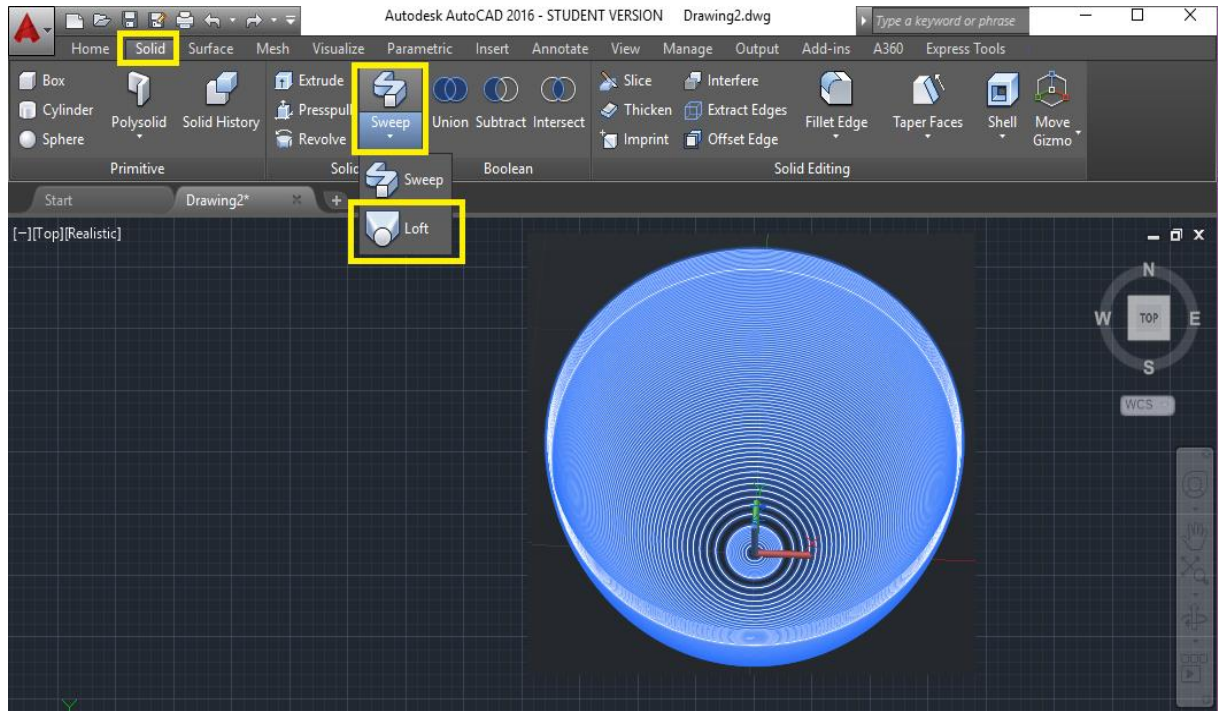 Autodesk AutoCAD 2016 - STUDENT VERSION Drawing2.dwg
Type a keyword or phrase
Home Solid Surface Mesh Visualize Parametric Insert Annotate View Manage Output Add-ins A360 Express Tools
Box
Cylinder
Sphere
Polysolid
Solid History
Extrude
Presspull
Revolve
Sweep
Union Subtract Intersect
Slice
Thicken
Imprint
Interfere
Extract Edges
Offset Edge
Fillet Edge
Taper Faces
Shell
Move
Gizmo
Primitive
Solid
Boolean
Solid Editing
Sweep
Loft
Start Drawing2*
[−][Top][Realistic]
N
W TOP E
S
WCS
Y